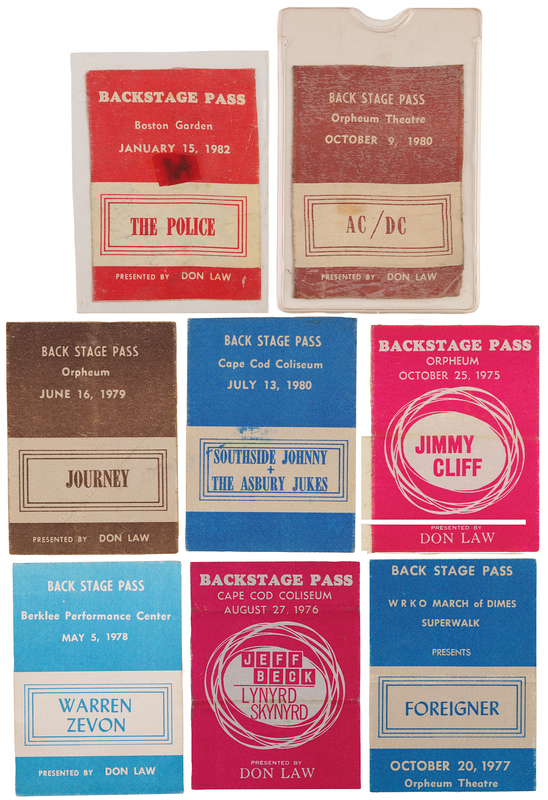 BACKSTAGE PASS
Boston Garden
JANUARY 15, 1982
THE POLICE
PRESENTED BY DON LAW
BACK STAGE PASS
Orpheum Theatre
OCTOBER 9, 1980
AC/DC
PRESENTED BY DON LAW
BACK STAGE PASS
Orpheum
JUNE 16, 1979
JOURNEY
PRESENTED BY DON LAW
BACK STAGE PASS
Cape Cod Coliseum
JULY 13, 1980
SOUTHSIDE JOHNNY
+
THE ASBURY JUKES
BACKSTAGE PASS
ORPHEUM
OCTOBER 25, 1975
JIMMY
CLIFF
PRESENTED BY
DON LAW
BACK STAGE PASS
Berklee Performance Center
MAY 5, 1978
WARREN
ZEVON
PRESENTED BY DON LAW
BACKSTAGE PASS
CAPE COD COLISEUM
AUGUST 27, 1976
JEFF
BECK
LYNYRD
SKYNYRD
PRESENTED BY
DON LAW
BACK STAGE PASS
WRKO MARCH of DIMES
SUPERWALK
PRESENTS
FOREIGNER
OCTOBER 20, 1977
Orpheum Theatre